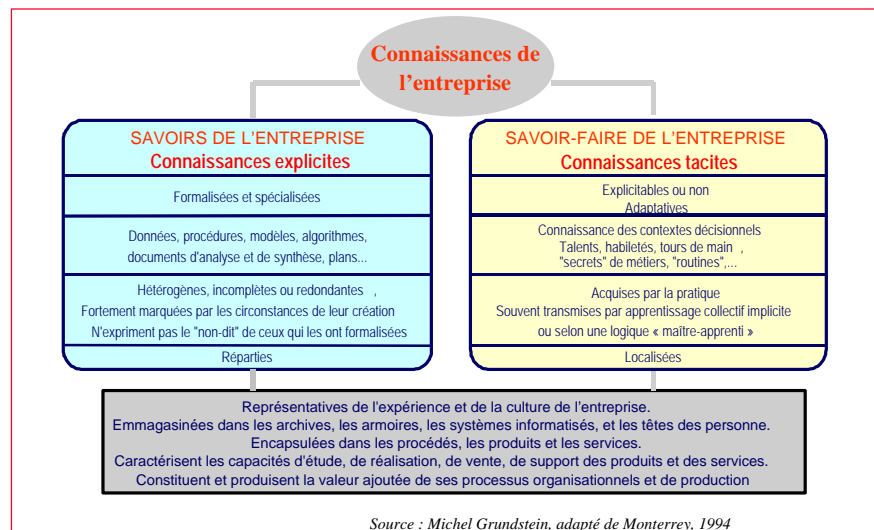 Connaissances de
l'entreprise
SAVOIRS DE L'ENTREPRISE
Connaissances explicites
Formalisées et spécialisées
Données, procédures, modèles, algorithmes,
documents d'analyse et de synthèse, plans...
Hétérogènes, incomplètes ou redondantes ,
Fortement marquées par les circonstances de leur création
N'expriment pas le "non-dit" de ceux qui les ont formalisées
Réparties
SAVOIR-FAIRE DE L'ENTREPRISE
Connaissances tacites
Explicitables ou non
Adaptatives
Connaissance des contextes décisionnels
Talents, habiletés, tours de main ,
"secrets" de métiers, "routines",...
Acquises par la pratique
Souvent transmises par apprentissage collectif implicite
ou selon une logique « maître-apprenti »
Localisées
Représentatives de l'expérience et de la culture de l'entreprise.
Emmagasinées dans les archives, les armoires, les systèmes informatisés, et les têtes des personne.
Encapsulées dans les procédés, les produits et les services.
Caractérisent les capacités d'étude, de réalisation, de vente, de support des produits et des services.
Constituent et produisent la valeur ajoutée de ses processus organisationnels et de production
Source : Michel Grundstein, adapté de Monterrey, 1994